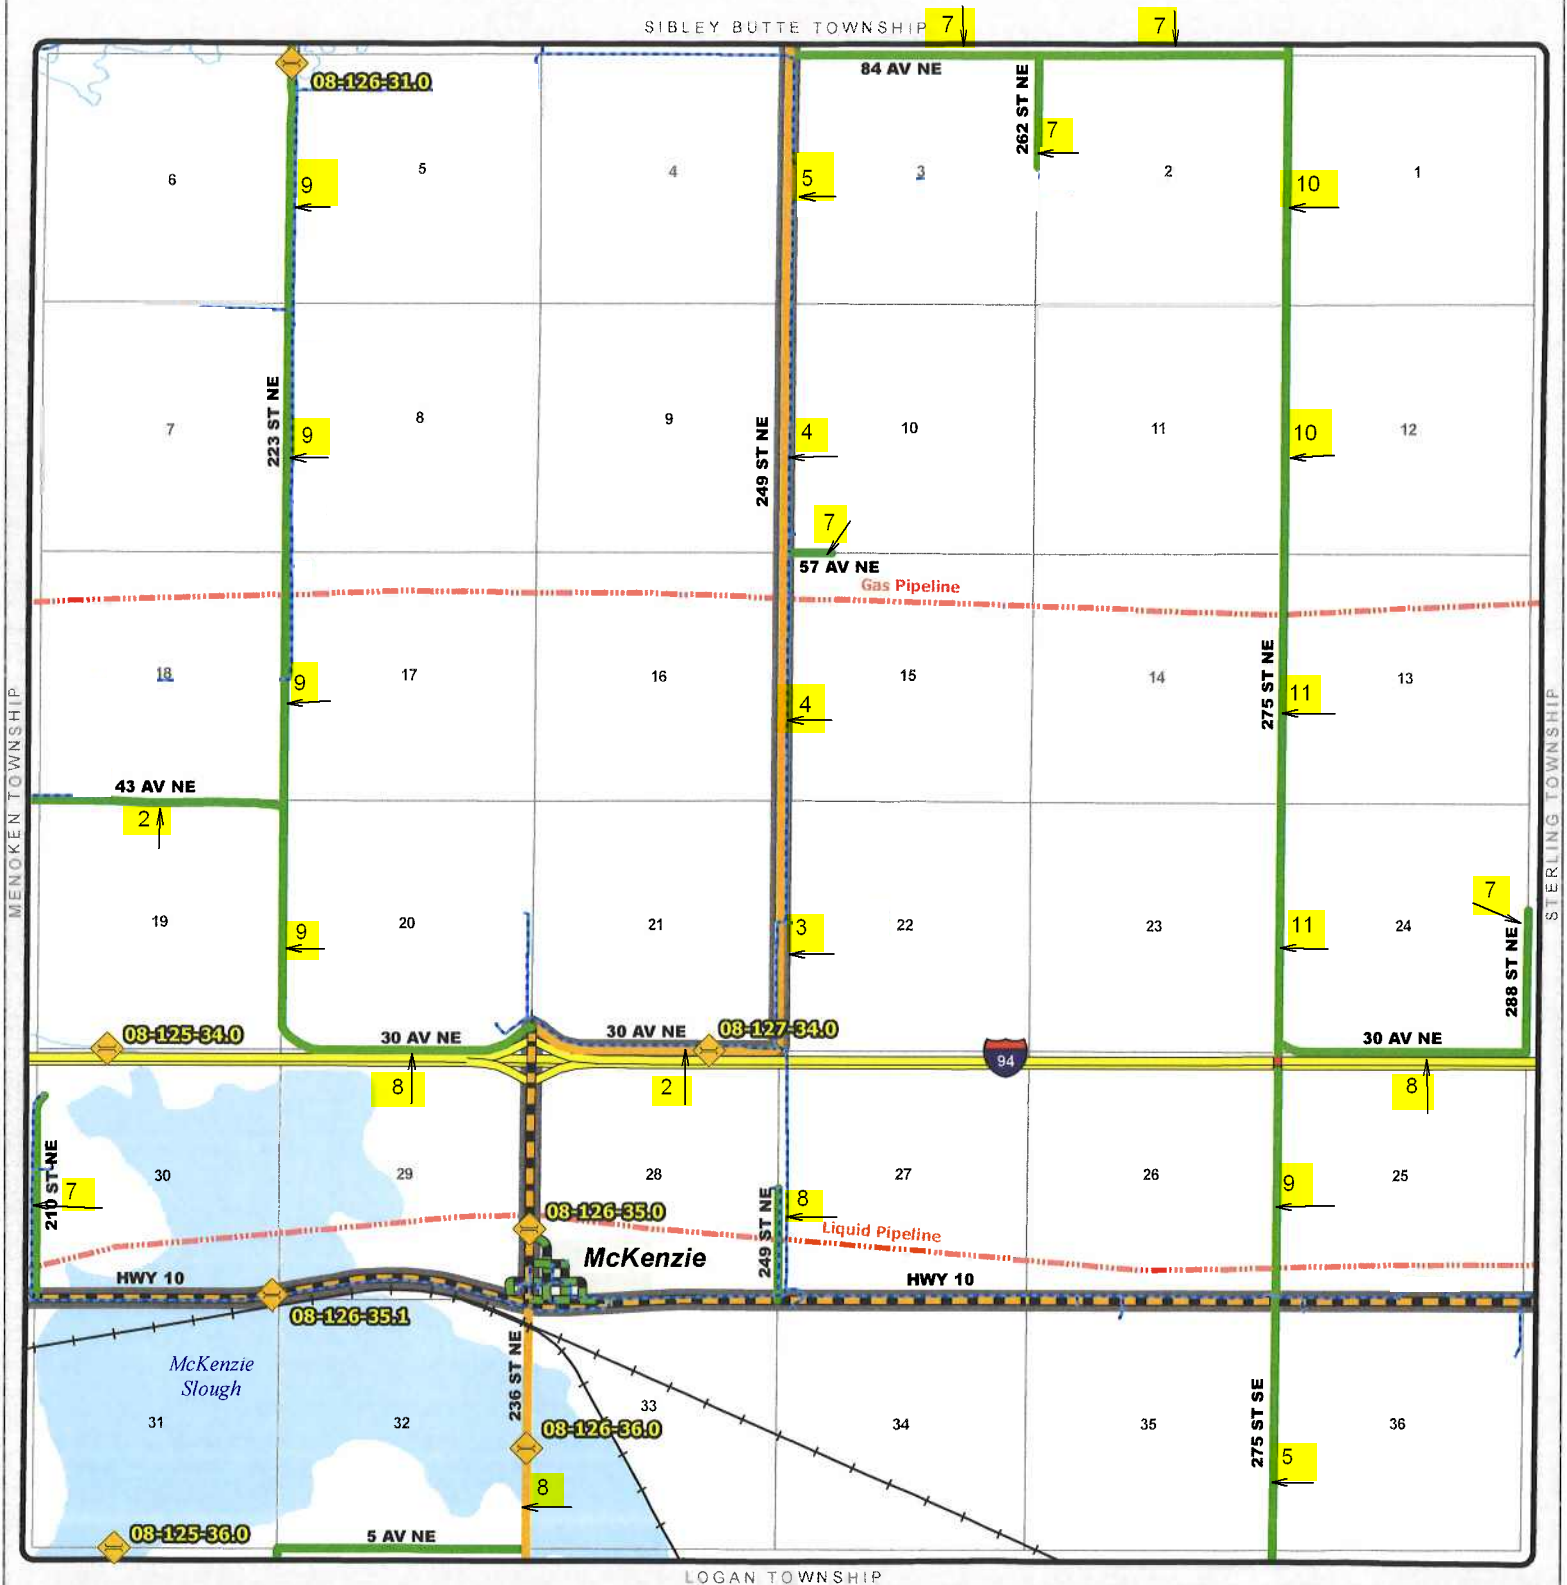 SIBLEY BUTTE TOWNSHIP
7
7
08-126-31.0
84 AV NE
262 ST NE
7
6
9
5
4
5
3
2
10
1
223 ST NE
7
9
8
9
249 ST NE
4
10
11
10
12
7
57 AV NE
Gas Pipeline
MENOKEN TOWNSHIP
18
9
17
16
4
15
14
275 ST NE
11
13
STERLING TOWNSHIP
43 AV NE
2
19
9
20
21
3
22
23
11
24
7
288 ST NE
08-125-34.0
30 AV NE
30 AV NE
08-127-34.0
30 AV NE
94
8
2
8
210 ST NE
7
30
29
28
8
27
26
9
25
08-126-35.0
249 ST NE
Liquid Pipeline
McKenzie
HWY 10
HWY 10
08-126-35.1
McKenzie
Slough
236 ST NE
31
32
33
08-126-36.0
34
35
275 ST SE
36
5
8
08-125-36.0
5 AV NE
LOGAN TOWNSHIP